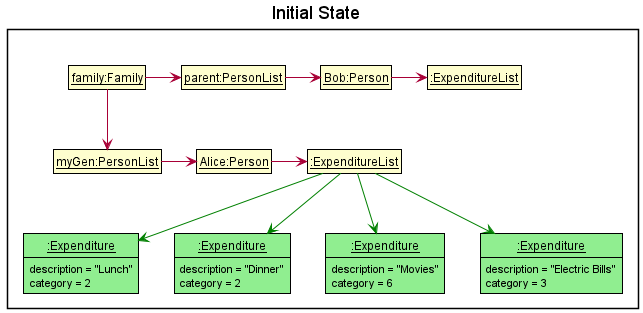 Initial State
family:Family
parent:PersonList
Bob:Person
:ExpenditureList
myGen:PersonList
Alice:Person
:ExpenditureList
:Expenditure
description = "Lunch"
category = 2
:Expenditure
description = "Dinner"
category = 2
:Expenditure
description = "Movies"
category = 6
:Expenditure
description = "Electric Bills"
category = 3